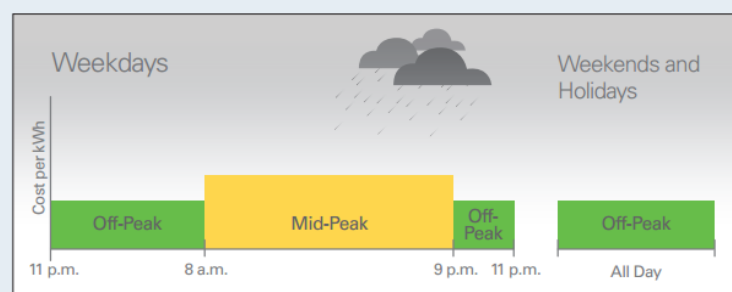 Weekdays
Weekends and
Holidays
Cost per kWh
Off-Peak
Mid-Peak
Off-
Peak
Off-Peak
11 p.m.
8 a.m.
9 p.m.
11 p.m.
All Day